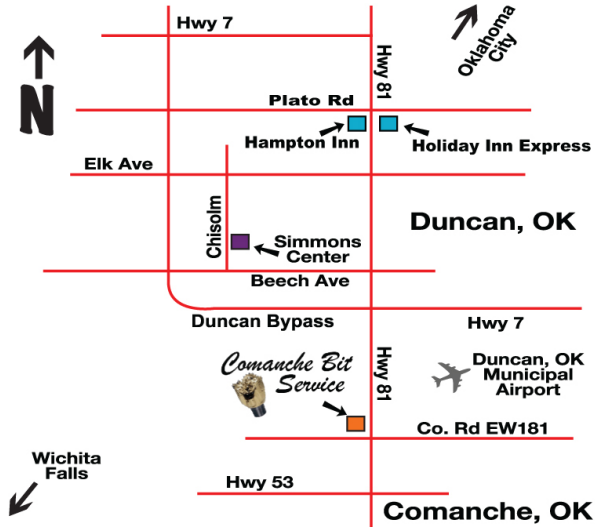 Hwy 7
Oklahoma
City
N
Hwy 81
Plato Rd
Hampton Inn
Holiday Inn Express
Elk Ave
Chisolm
Duncan, OK
Simmons
Center
Beech Ave
Duncan Bypass
Hwy 7
Comanche Bit
Service
Hwy 81
Duncan, OK
Municipal
Airport
Co. Rd EW181
Wichita
Falls
Hwy 53
Comanche, OK